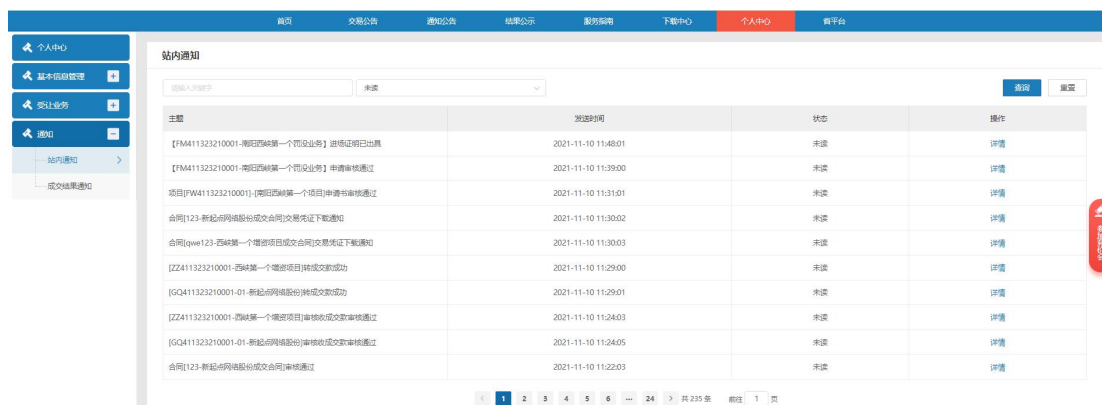 首页 交易公告 通知公告 结果公示 服务指南 下载中心 个人中心 省平台
个人中心
基本信息管理 +
受让业务 +
通知 -
站内通知 >
成交结果通知
站内通知
请输入关键字 未读 查询 重置
主题 发送时间 状态 操作
【FM411323210001-南阳西峡第一个罚没业务】进场证明已出具 2021-11-10 11:48:01 未读 详情
【FM411323210001-南阳西峡第一个罚没业务】申请审核通过 2021-11-10 11:39:00 未读 详情
项目[FW411323210001]-[南阳西峡第一个项目]申请书审核通过 2021-11-10 11:31:01 未读 详情
合同[123-新起点网络股份成交合同]交易凭证下载通知 2021-11-10 11:30:02 未读 详情
合同[qwe123-西峡第一个增资项目成交合同]交易凭证下载通知 2021-11-10 11:30:03 未读 详情
[ZZ411323210001-西峡第一个增资项目]转成交款成功 2021-11-10 11:29:00 未读 详情
[GQ411323210001-01-新起点网络股份]转成交款成功 2021-11-10 11:29:01 未读 详情
[ZZ411323210001-西峡第一个增资项目]审核收成交款审核通过 2021-11-10 11:24:03 未读 详情
[GQ411323210001-01-新起点网络股份]审核收成交款审核通过 2021-11-10 11:24:05 未读 详情
合同[123-新起点网络股份成交合同]审核通过 2021-11-10 11:22:03 未读 详情
< 1 2 3 4 5 6 ... 24 > 共 235 条 前往 1 页